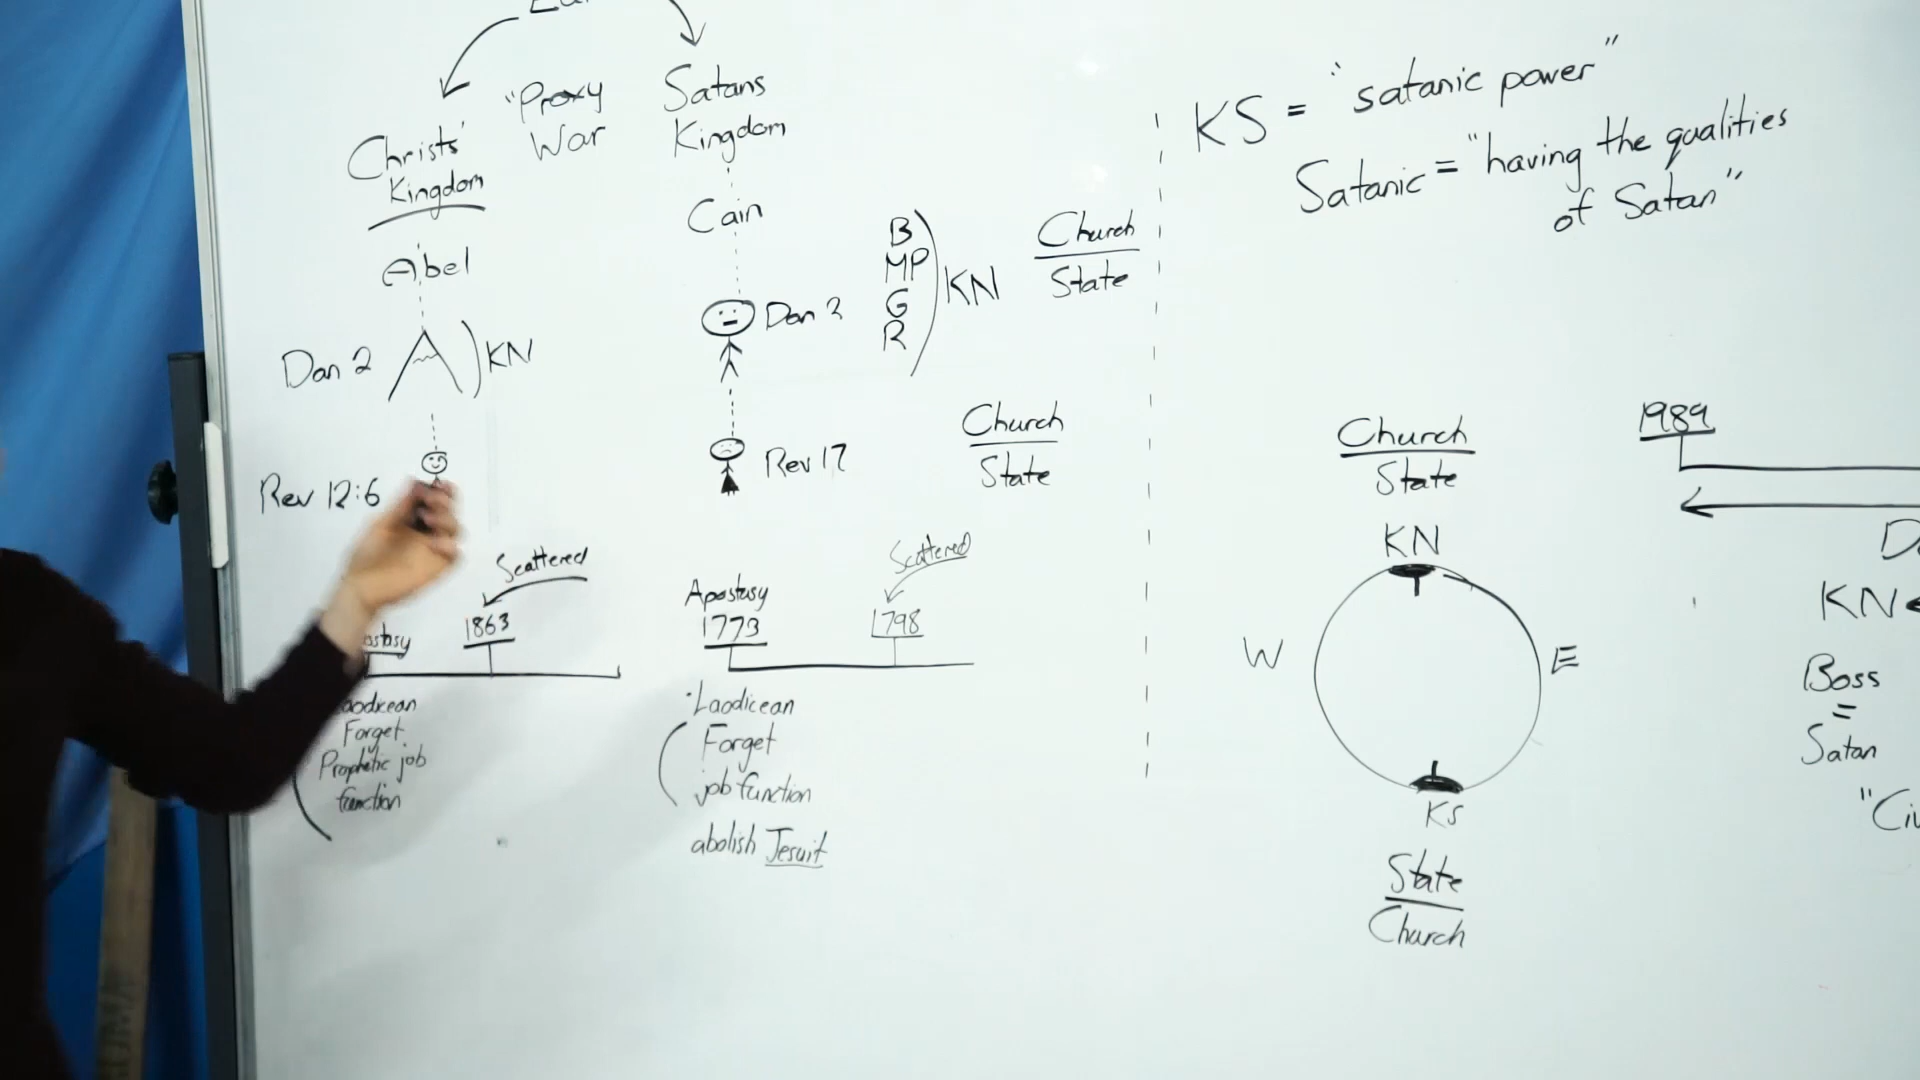 "Proxy
War
Christs'
Kingdom
Abel
Dan 2
KN
Rev 12:6
Scattered
1863
Forget
Prophetic job
function
Satans
Kingdom
Cain
Dan 2
B
MP
G
R
KN
Church
State
Rev 17
Church
State
Scattered
Apostasy
1773
1798
Laodicean
Forget
job function
abolish Jesuit
KS = "satanic power"
Satanic = "having the qualities
of Satan"
Church
State
KN
W
E
KS
State
Church
1989
KN
Boss
=
Satan